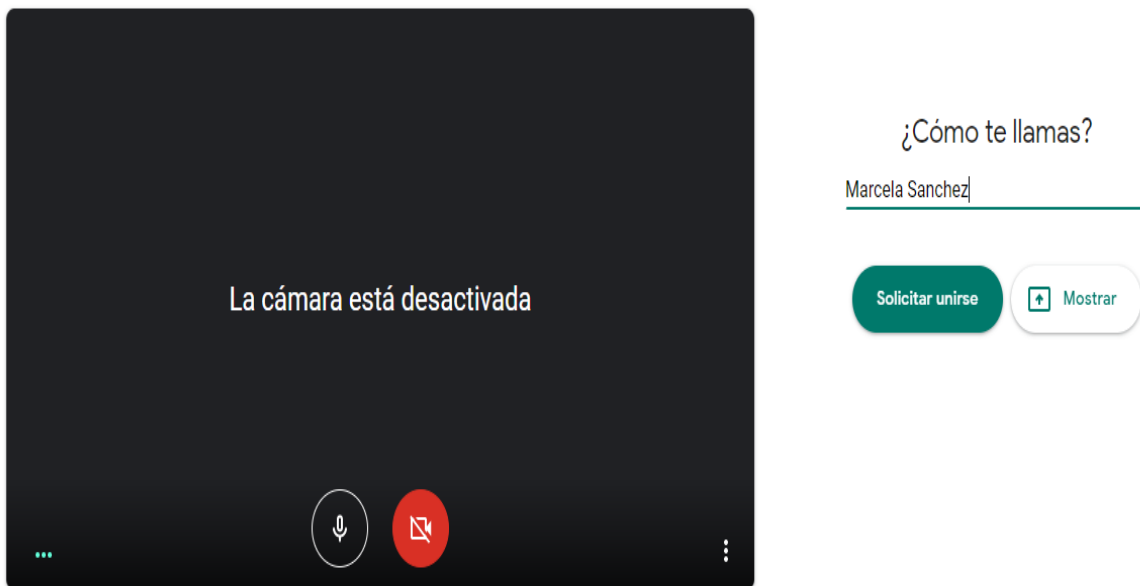 ¿Cómo te llamas?
Marcela Sanchez
La cámara está desactivada
Solicitar unirse
Mostrar